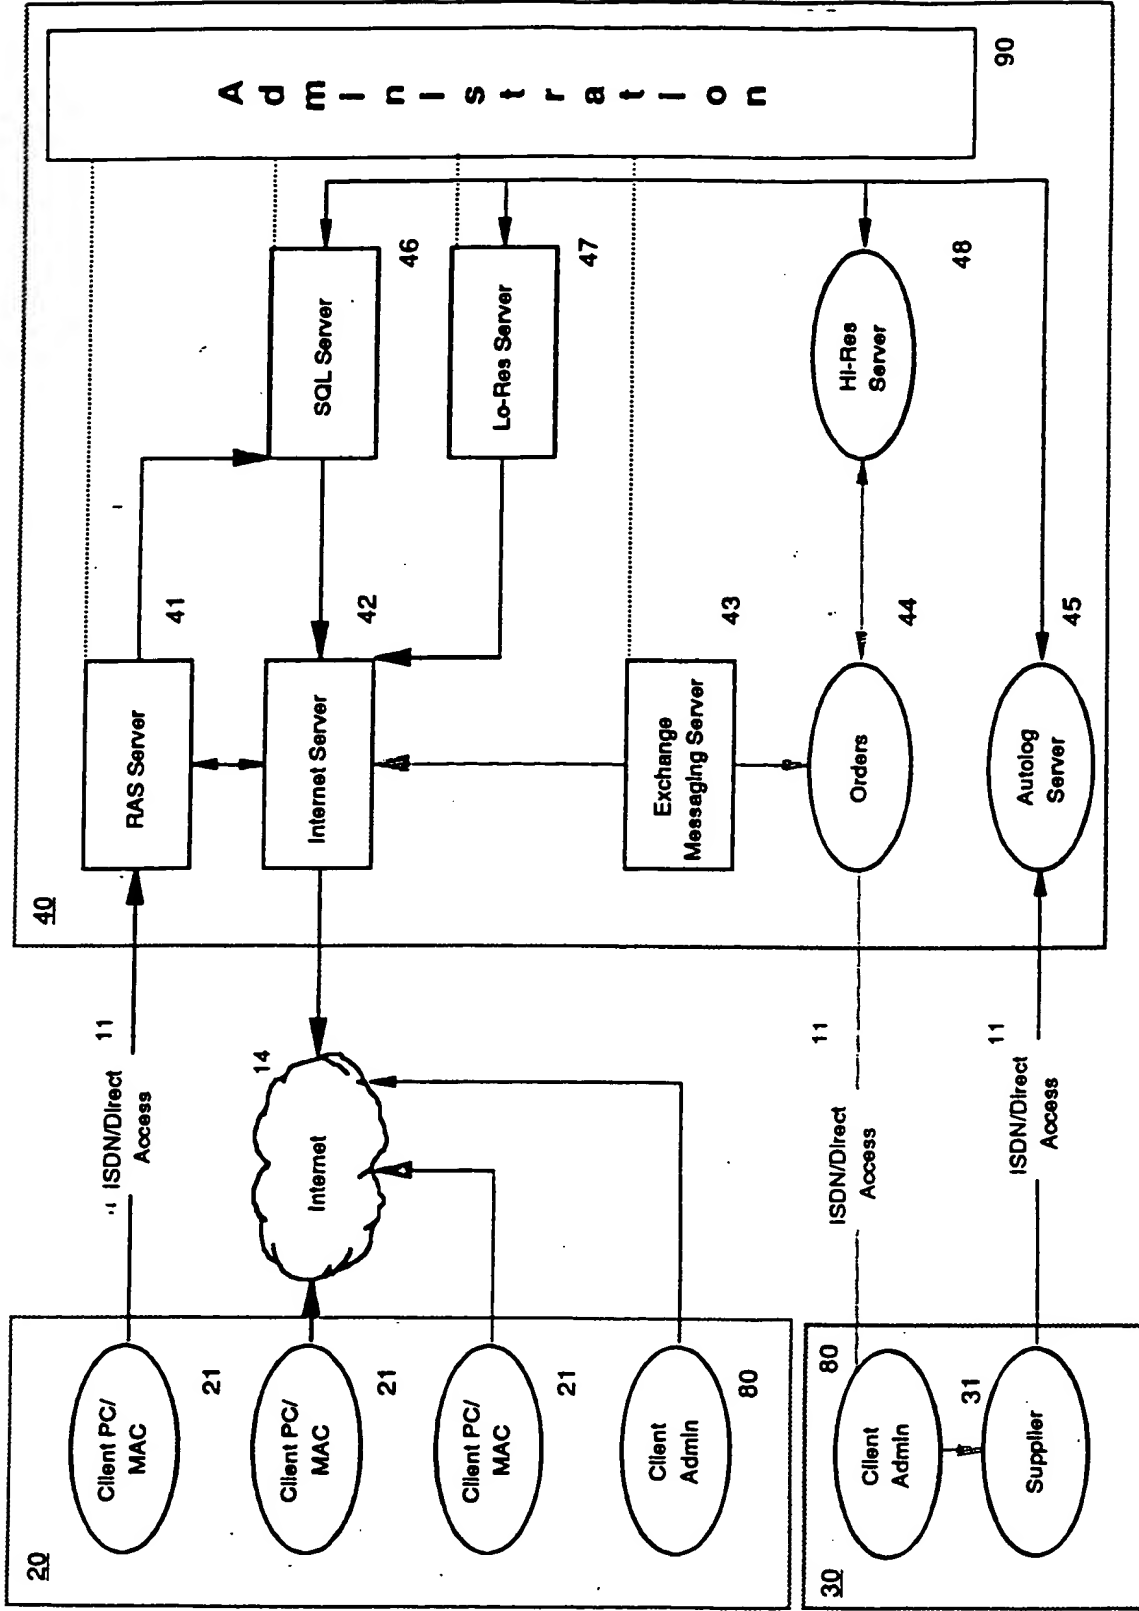 20
Client PC/
MAC
21
Client PC/
MAC
21
Client PC/
MAC
21
Client
Admin
80
30
Client
Admin
80
31
Supplier
ISDN/Direct
Access
11
Internet
14
ISDN/Direct
Access
11
ISDN/Direct
Access
11
40
RAS Server
41
Internet Server
42
Exchange
Messaging Server
43
Orders
44
Autolog
Server
45
SQL Server
46
Lo-Res Server
47
Hi-Res
Server
48
Administration
90